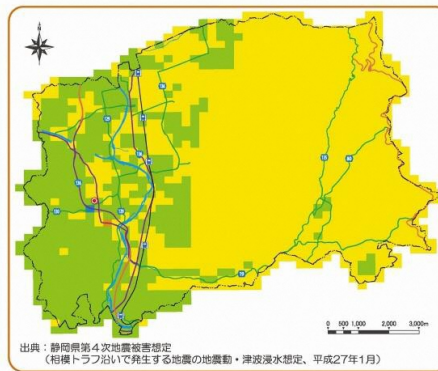 0 500 1,000 2,000 3,000m
出典：静岡県第4次地震被害想定
（相模トラフ沿いで発生する地震の地震動・津波浸水想定、平成27年1月）